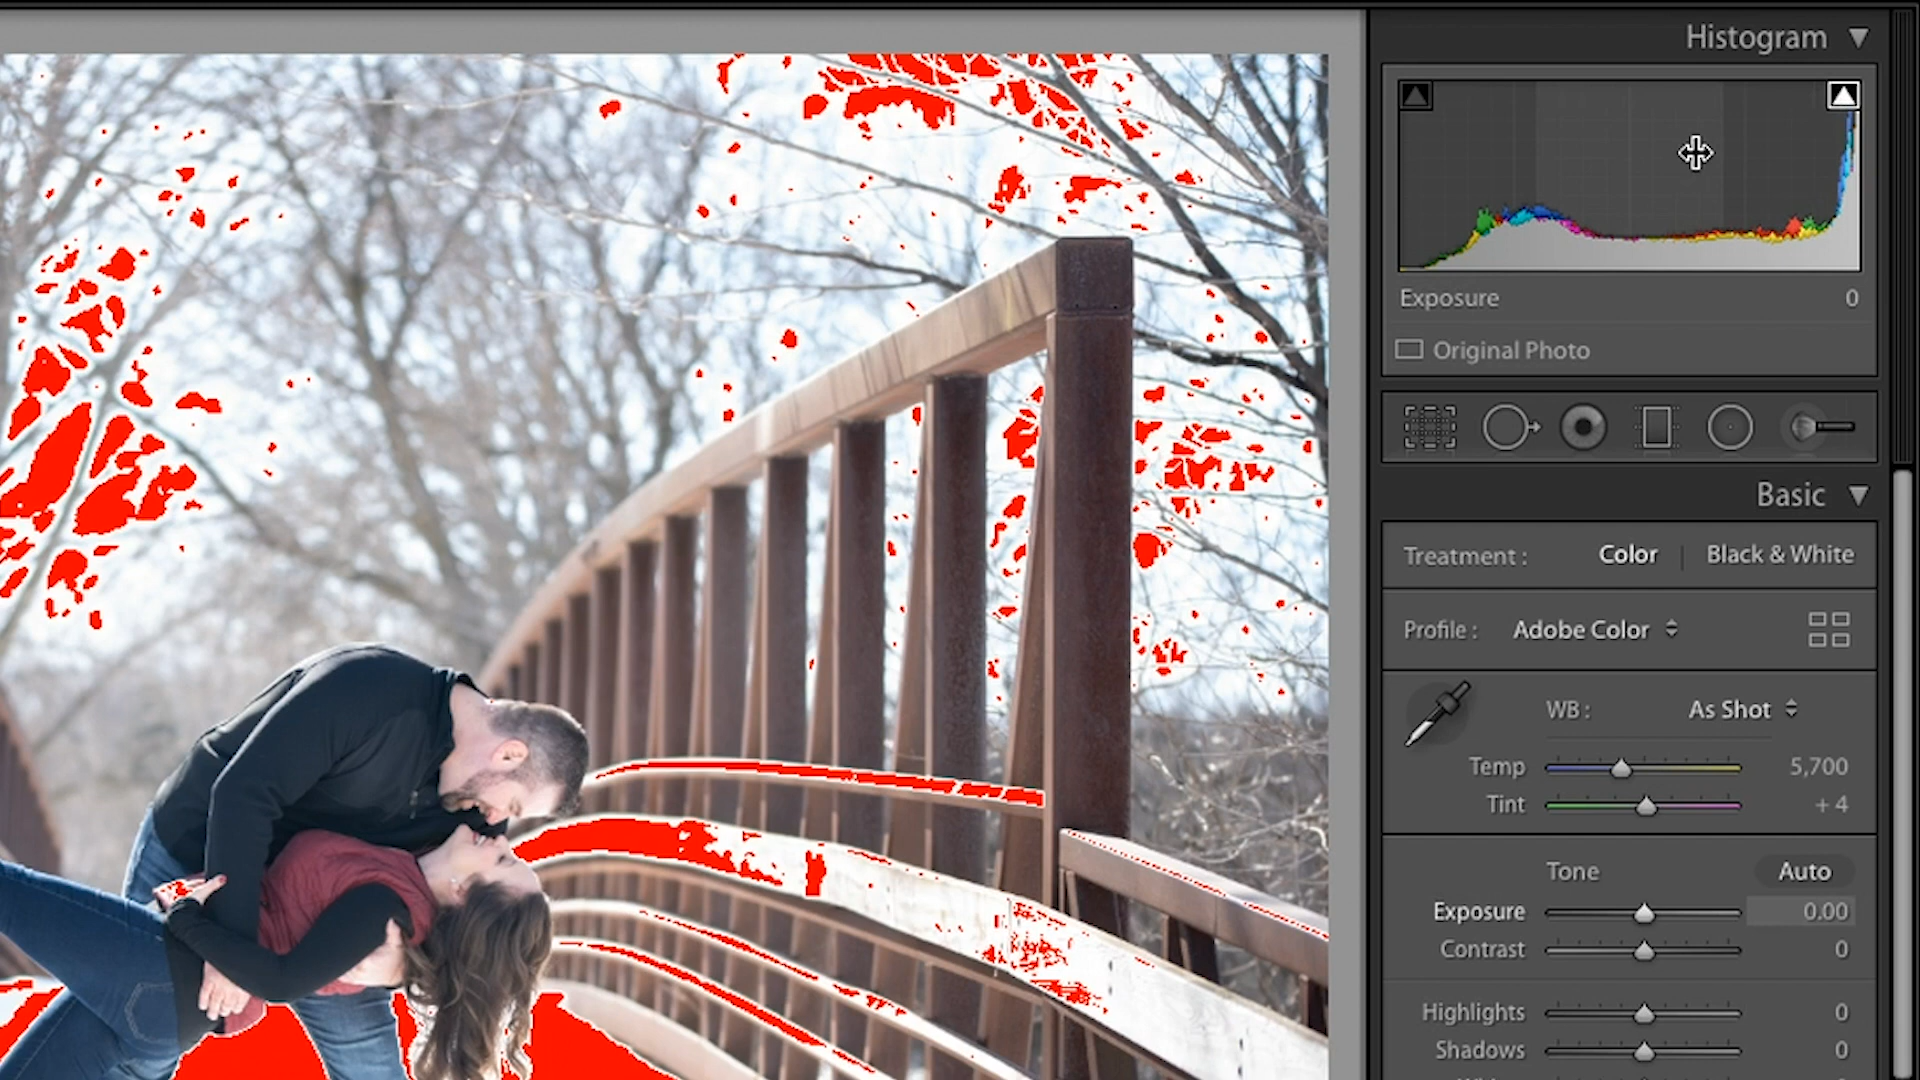 Histogram
Exposure 0
Original Photo
Basic
Treatment : Color Black & White
Profile : Adobe Color
WB : As Shot
Temp 5,700
Tint + 4
Tone Auto
Exposure 0.00
Contrast 0
Highlights 0
Shadows 0